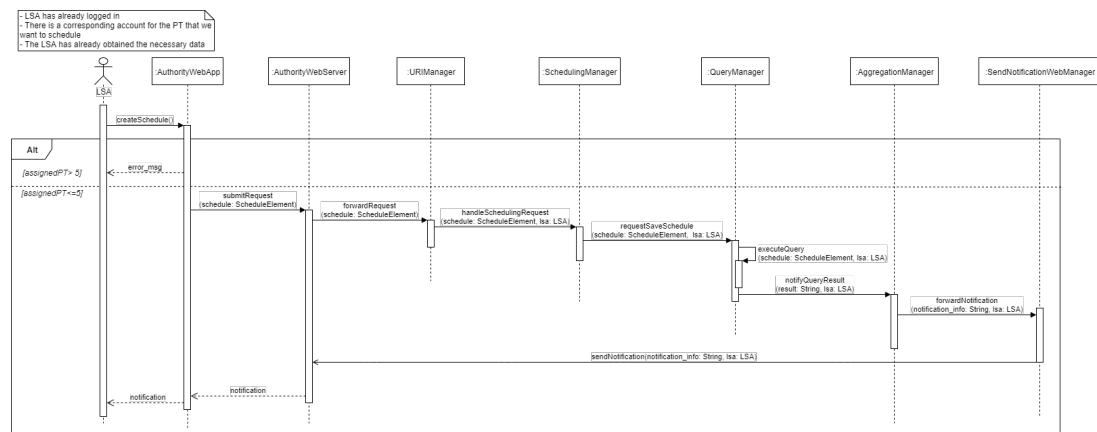 - LSA has already logged in
- There is a corresponding account for the PT that we
want to schedule
- The LSA has already obtained the necessary data
:AuthorityWebApp
:AuthorityWebServer
:URIManager
:SchedulingManager
:QueryManager
:AggregationManager
:SendNotificationWebManager
LSA
createSchedule()
Alt
[assignedPT> 5]
error_msg
[assignedPT<=5]
submitRequest
(schedule: ScheduleElement)
forwardRequest
(schedule: ScheduleElement)
handleSchedulingRequest
(schedule: ScheduleElement, lsa: LSA)
requestSaveSchedule
(schedule: ScheduleElement, lsa: LSA)
executeQuery
(schedule: ScheduleElement, lsa: LSA)
notifyQueryResult
(result: String, lsa: LSA)
forwardNotification
(notification_info: String, lsa: LSA)
sendNotification(notification_info: String, lsa: LSA)
notification
notification